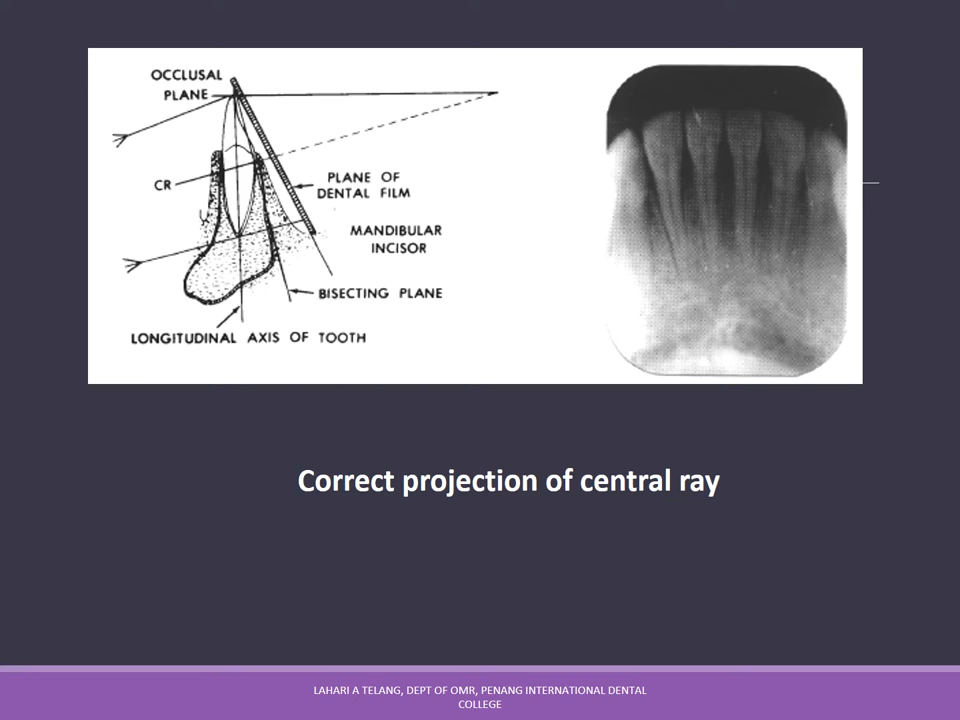 OCCLUSAL
PLANE
CR
PLANE OF
DENTAL FILM
MANDIBULAR
INCISOR
BISECTING PLANE
LONGITUDINAL AXIS OF TOOTH
Correct projection of central ray
LAHARI A TELANG, DEPT OF OMR, PENANG INTERNATIONAL DENTAL
COLLEGE